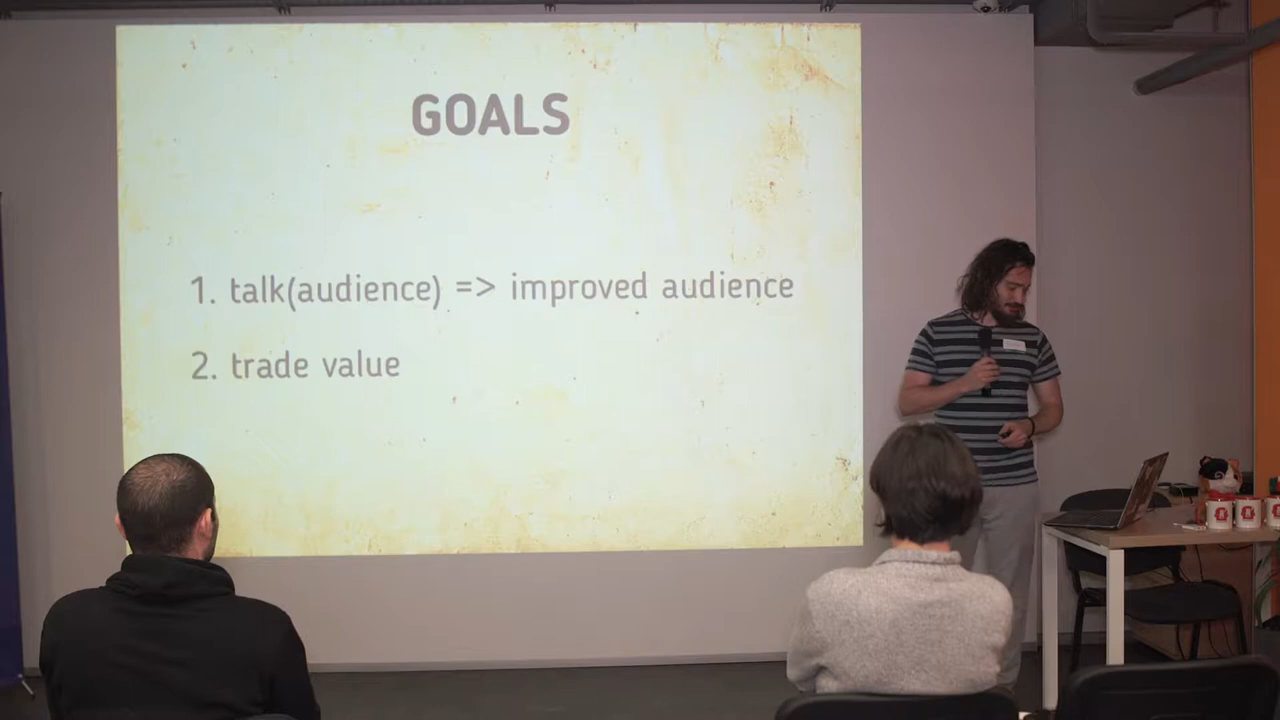 GOALS
1. talk(audience) => improved audience
2. trade value